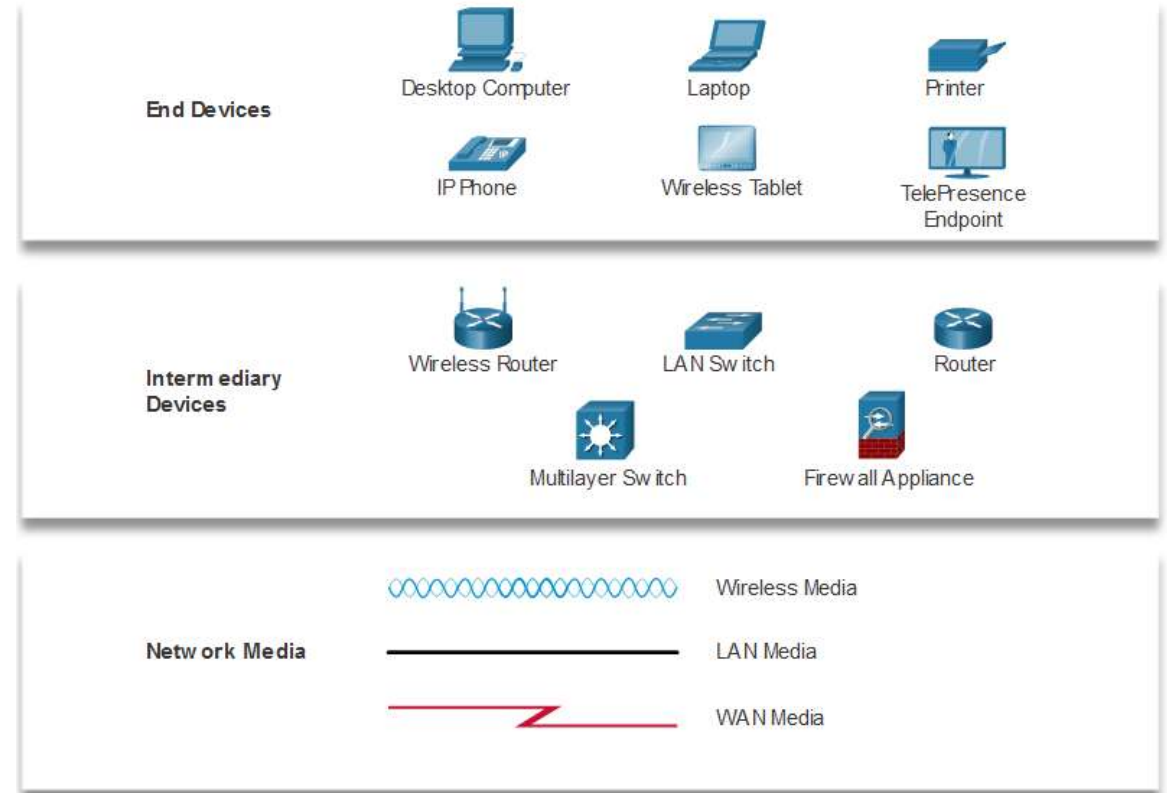 Desktop Computer
Laptop
Printer
End Devices
IP Phone
Wireless Tablet
TelePresence
Endpoint
Wireless Router
LAN Switch
Router
Intermediary
Devices
Multilayer Switch
Firewall Appliance
Wireless Media
Network Media
LAN Media
WAN Media